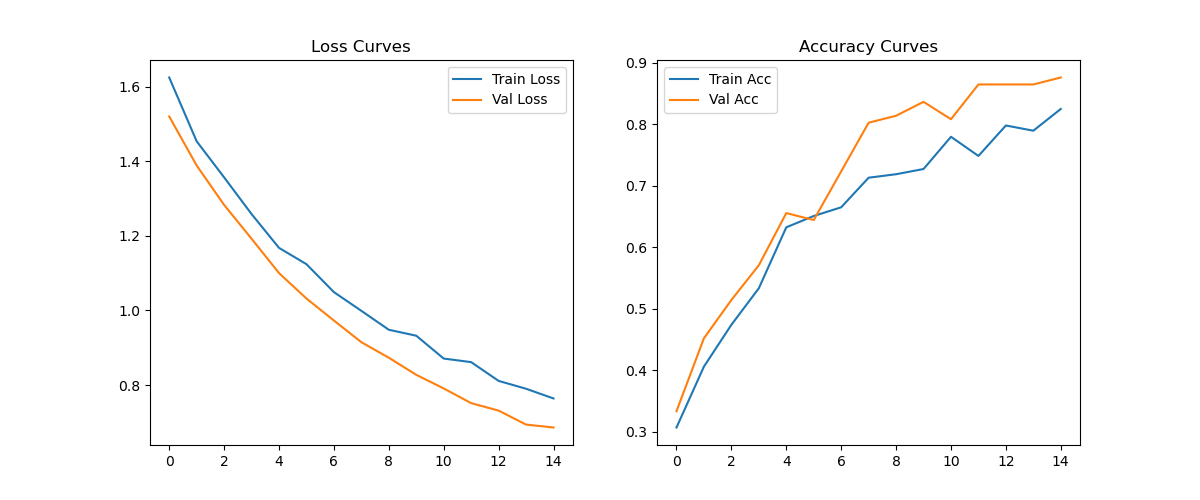 Loss Curves
Train Loss
Val Loss
1.6
1.4
1.2
1.0
0.8
0 2 4 6 8 10 12 14
Accuracy Curves
Train Acc
Val Acc
0.9
0.8
0.7
0.6
0.5
0.4
0.3
0 2 4 6 8 10 12 14